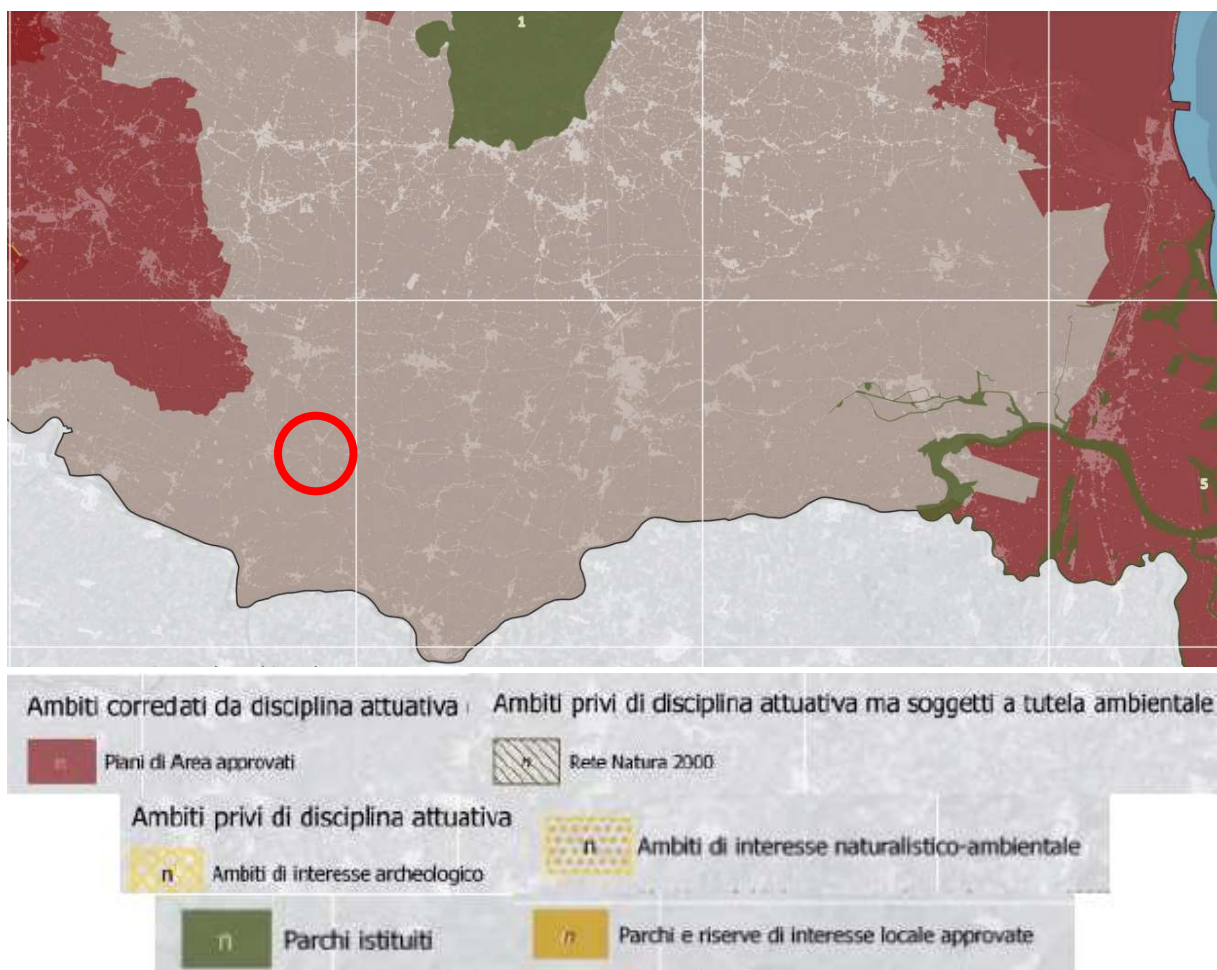 1
5
Ambiti corredati da disciplina attuativa
Ambiti privi di disciplina attuativa ma soggetti a tutela ambientale
n Piani di Area approvati
n Rete Natura 2000
Ambiti privi di disciplina attuativa
n Ambiti di interesse archeologico
n Ambiti di interesse naturalistico-ambientale
n Parchi istituiti
n Parchi e riserve di interesse locale approvate